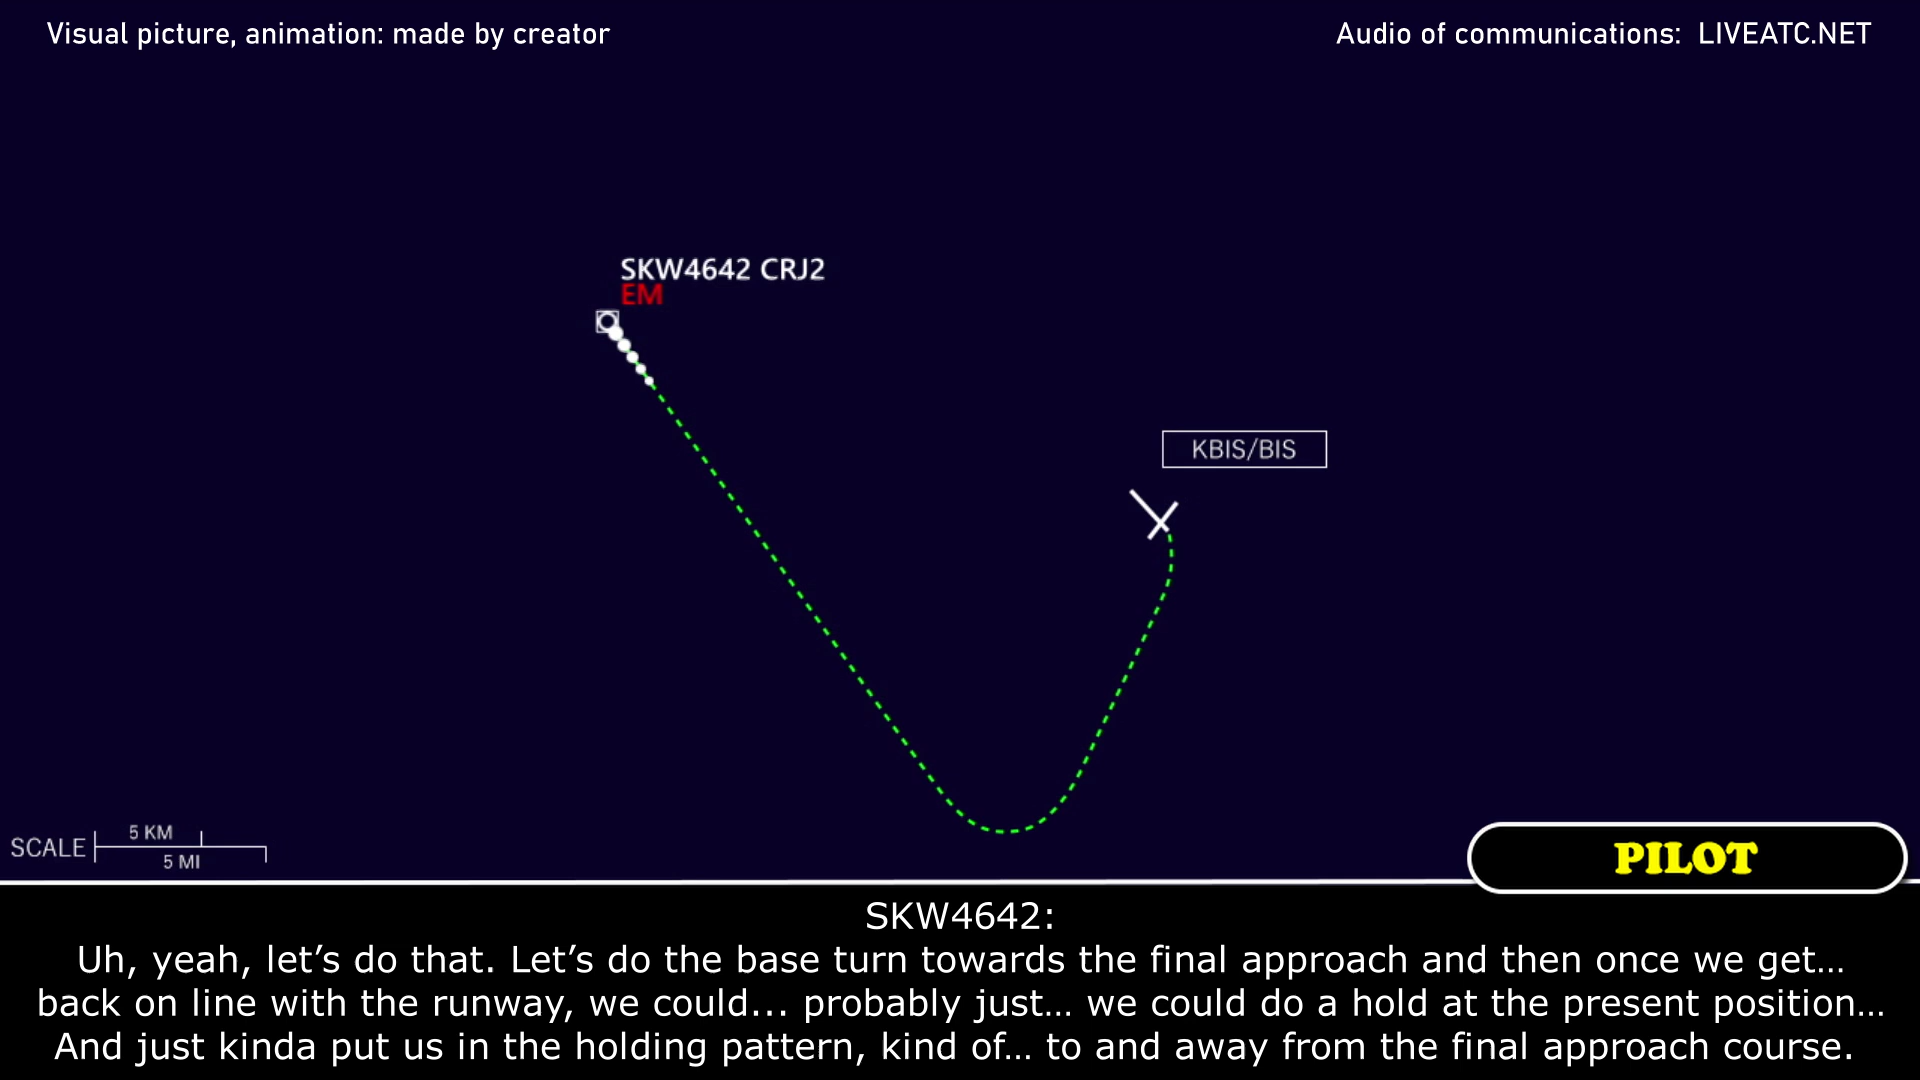 Visual picture, animation: made by creator
Audio of communications: LIVEATC.NET
SKW4642 CRJ2
EM
KBIS/BIS
SCALE
5 KM
5 MI
PILOT
SKW4642:
Uh, yeah, let’s do that. Let’s do the base turn towards the final approach and then once we get…
back on line with the runway, we could... probably just… we could do a hold at the present position…
And just kinda put us in the holding pattern, kind of… to and away from the final approach course.